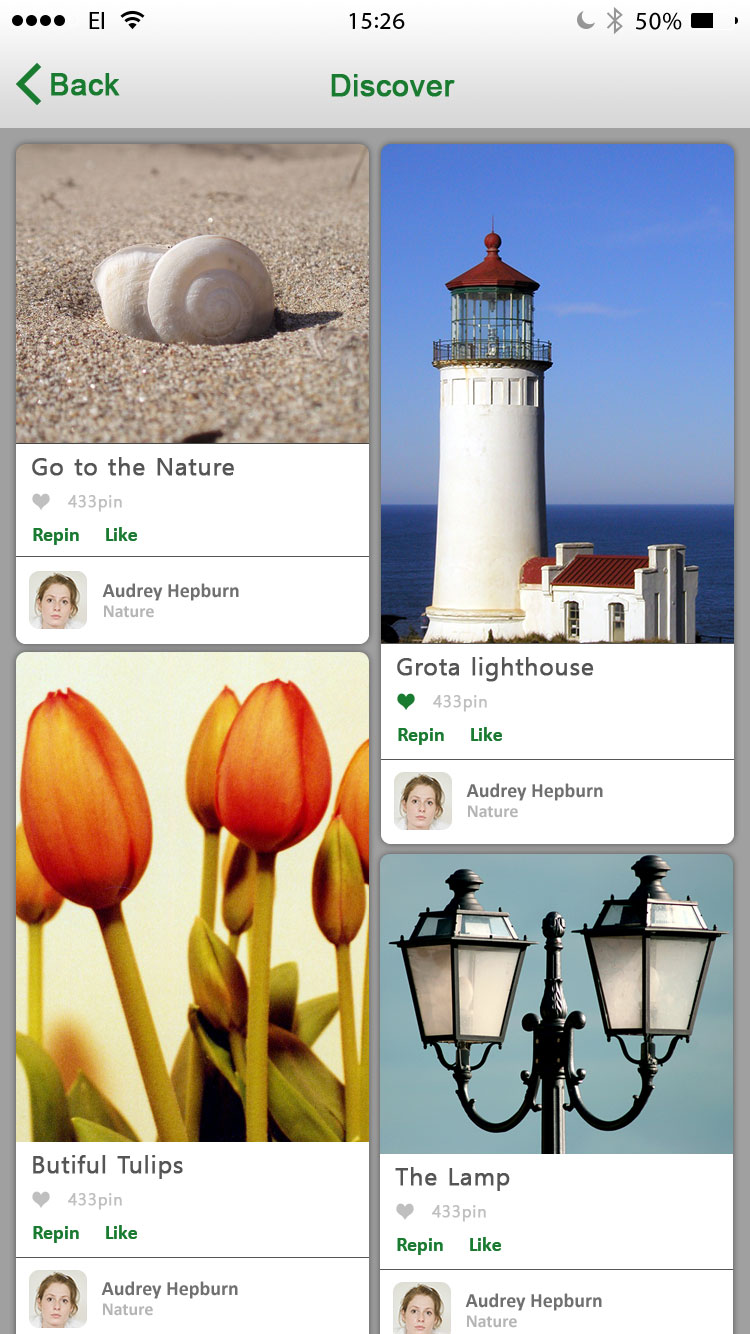 EI 15:26 50%
Back Discover
Go to the Nature
433pin
Repin Like
Audrey Hepburn
Nature
Grota lighthouse
433pin
Repin Like
Audrey Hepburn
Nature
Butiful Tulips
433pin
Repin Like
Audrey Hepburn
Nature
The Lamp
433pin
Repin Like
Audrey Hepburn
Nature